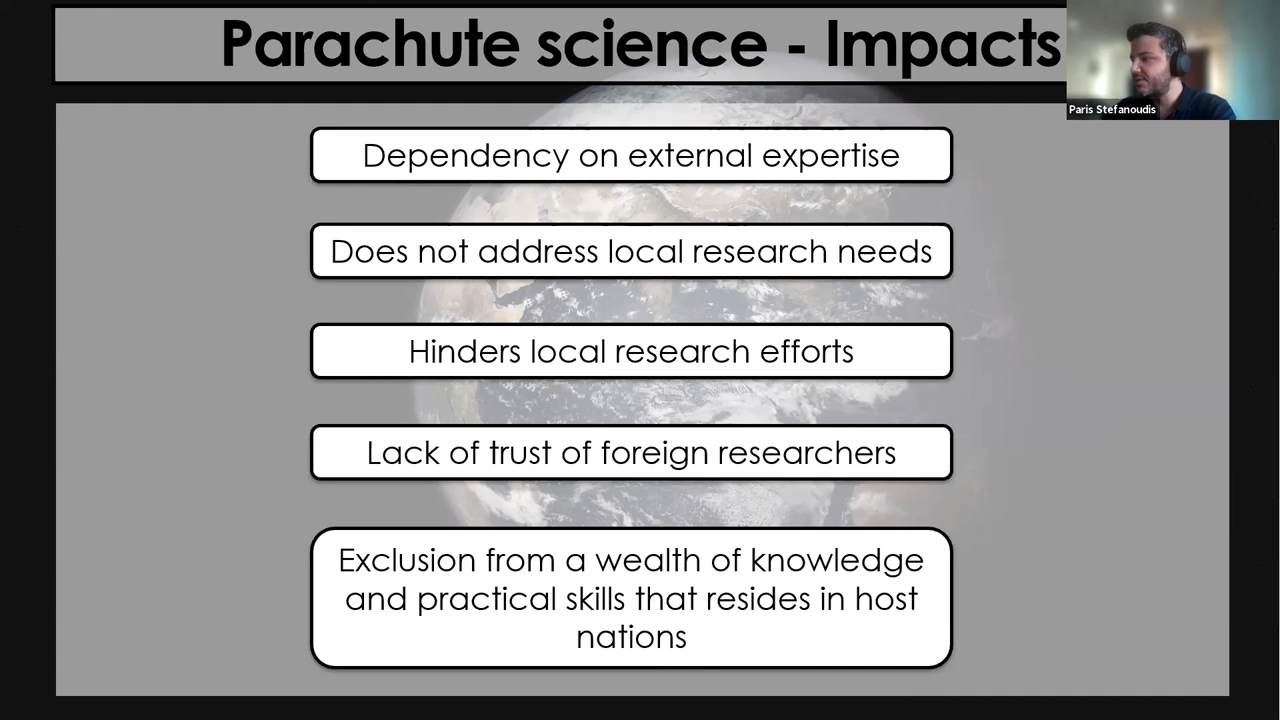 Parachute science - Impacts
Paris Stefanoudis
Dependency on external expertise
Does not address local research needs
Hinders local research efforts
Lack of trust of foreign researchers
Exclusion from a wealth of knowledge
and practical skills that resides in host
nations